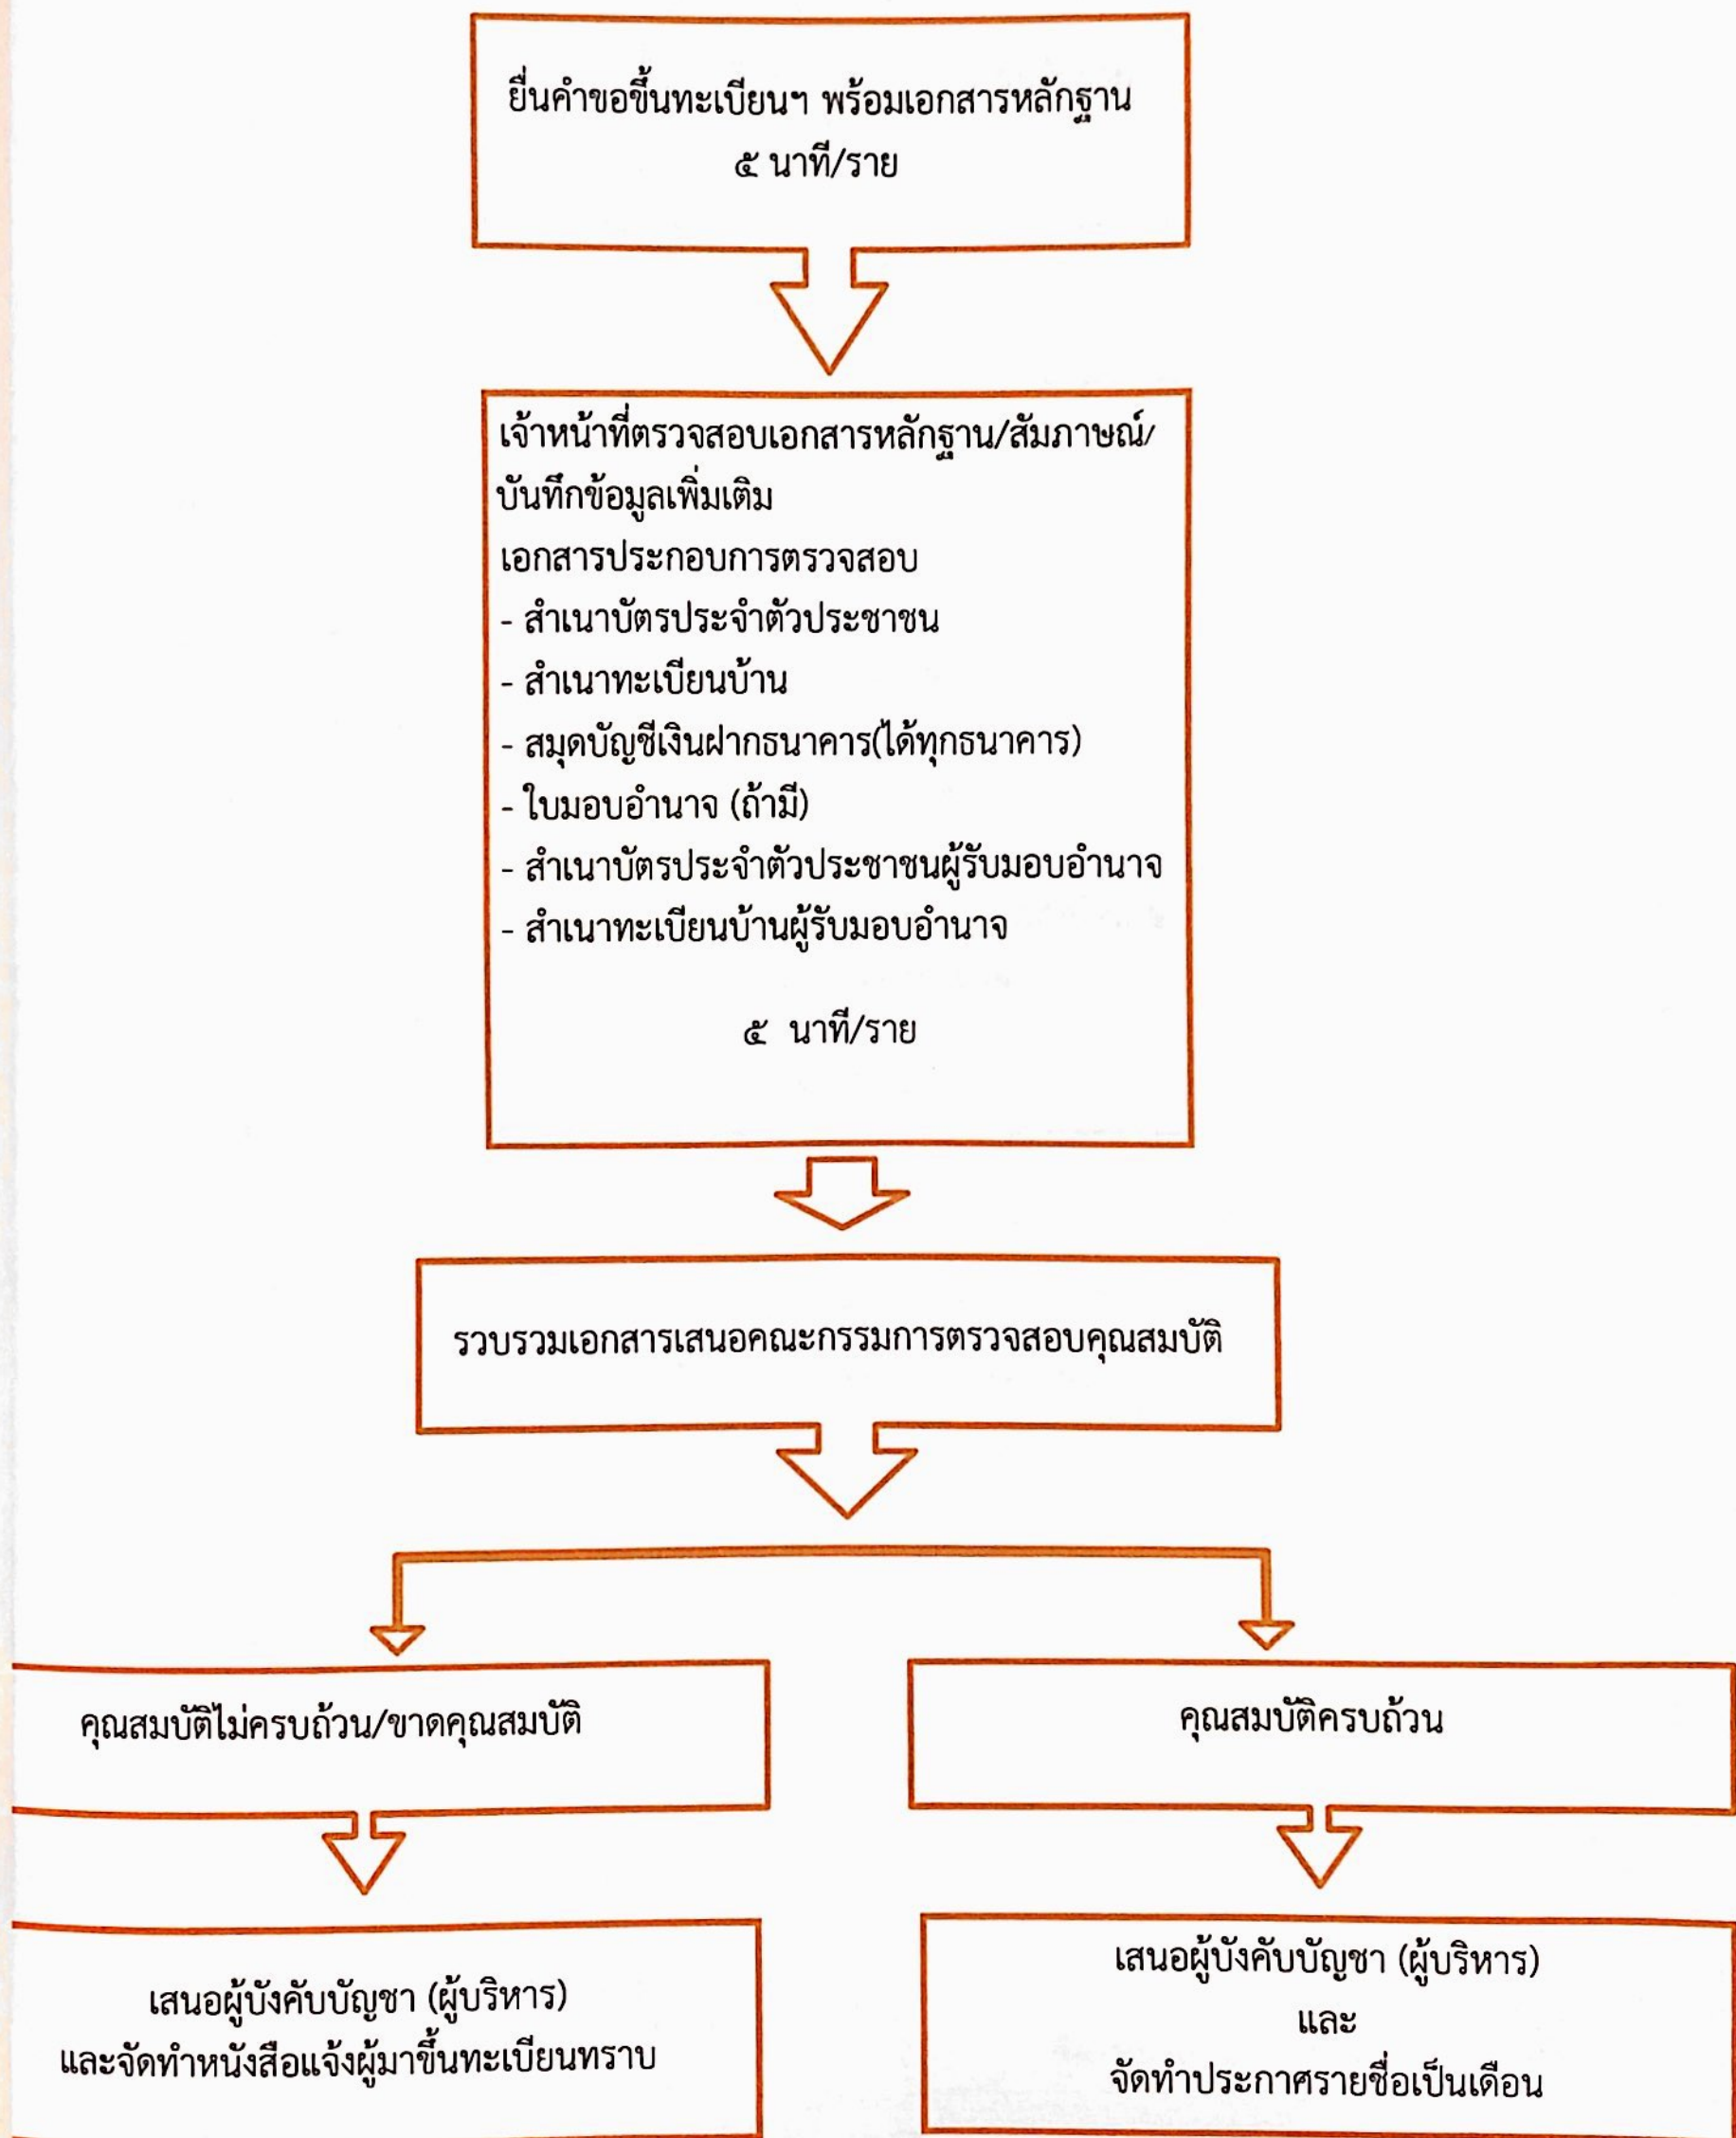 ยื่นคำขอขึ้นทะเบียนฯ พร้อมเอกสารหลักฐาน
๕ นาที/ราย
เจ้าหน้าที่ตรวจสอบเอกสารหลักฐาน/สัมภาษณ์/
บันทึกข้อมูลเพิ่มเติม
เอกสารประกอบการตรวจสอบ
- สำเนาบัตรประจำตัวประชาชน
- สำเนาทะเบียนบ้าน
- สมุดบัญชีเงินฝากธนาคาร(ได้ทุกธนาคาร)
- ใบมอบอำนาจ (ถ้ามี)
- สำเนาบัตรประจำตัวประชาชนผู้รับมอบอำนาจ
- สำเนาทะเบียนบ้านผู้รับมอบอำนาจ
๕ นาที/ราย
รวบรวมเอกสารเสนอคณะกรรมการตรวจสอบคุณสมบัติ
คุณสมบัติไม่ครบถ้วน/ขาดคุณสมบัติ
คุณสมบัติครบถ้วน
เสนอผู้บังคับบัญชา (ผู้บริหาร)
และจัดทำหนังสือแจ้งผู้มาขึ้นทะเบียนทราบ
เสนอผู้บังคับบัญชา (ผู้บริหาร)
และ
จัดทำประกาศรายชื่อเป็นเดือน